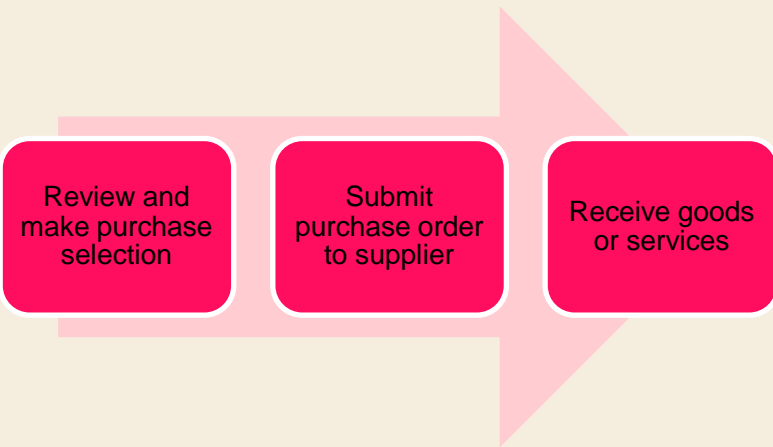 Review and
make purchase
selection
Submit
purchase order
to supplier
Receive goods
or services